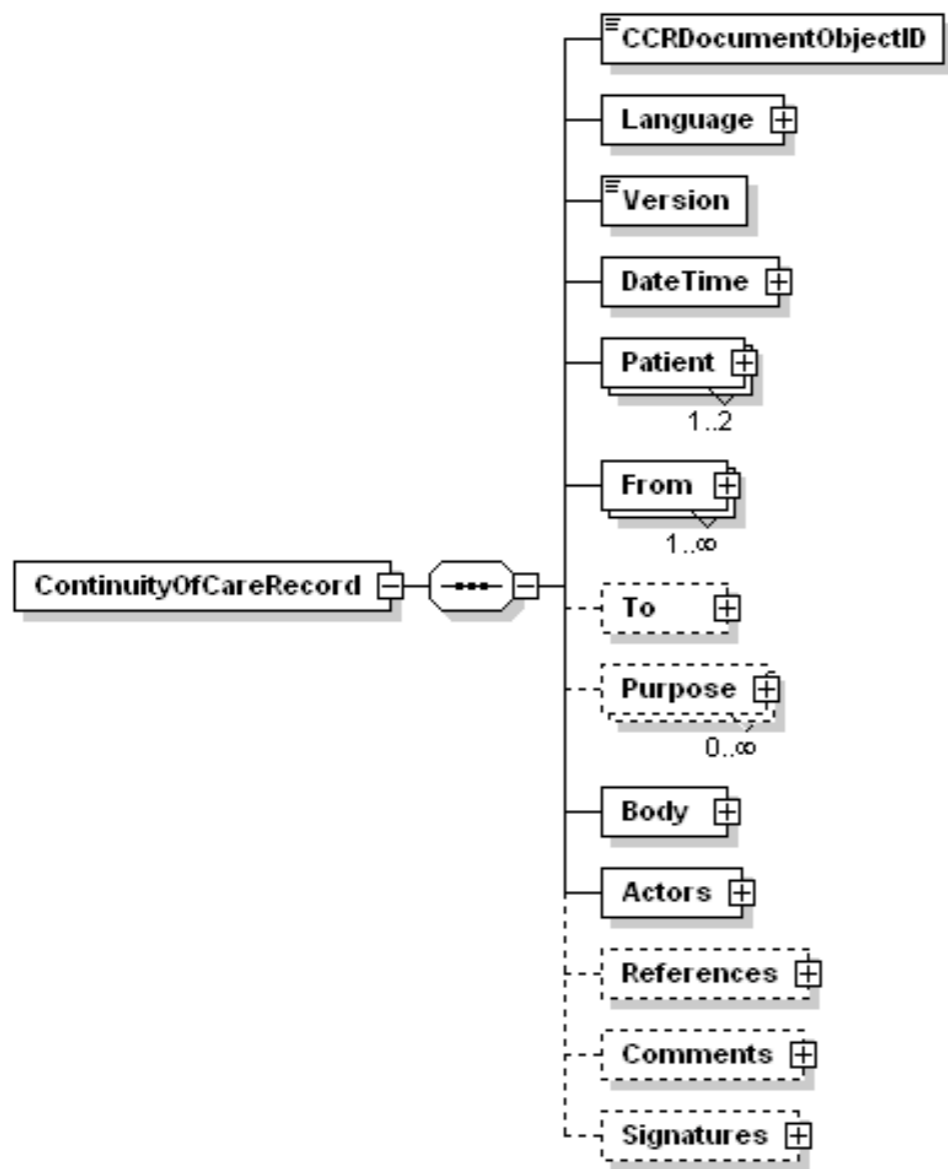 CCRDocumentObjectID
Language
Version
DateTime
Patient
1..2
From
1..∞
ContinuityOfCareRecord
To
Purpose
0..∞
Body
Actors
References
Comments
Signatures